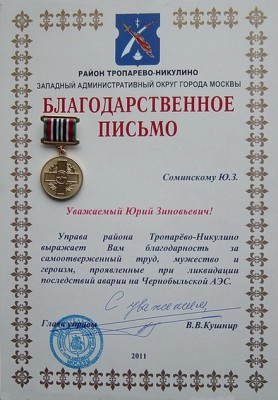 РАЙОН ТРОПАРЕВО-НИКУЛИНО
ЗАПАДНЫЙ АДМИНИСТРАТИВНЫЙ ОКРУГ ГОРОДА МОСКВЫ
БЛАГОДАРСТВЕННОЕ
ПИСЬМО
Соминскому Ю.З.
Уважаемый Юрий Зиновьевич!
Управа района Тропарёво-Никулино
выражает Вам благодарность за
самоотверженный труд, мужество и
героизм, проявленные при ликвидации
последствий аварии на Чернобыльской АЭС.
С уважением
Глава управы В.В.Кушнир
2011